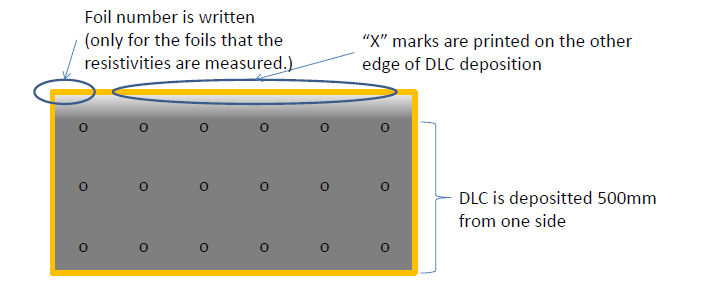 Foil number is written
(only for the foils that the
resistivities are measured.)
“X” marks are printed on the other
edge of DLC deposition
o o o o o o
o o o o o o
o o o o o o
DLC is depositted 500mm
from one side